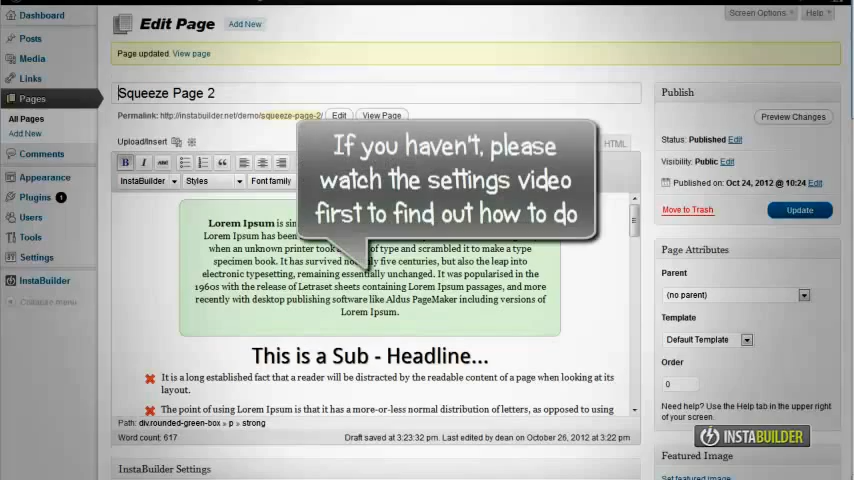 Dashboard
Posts
Media
Links
Pages
All Pages
Add New
Comments
Appearance
Plugins 1
Users
Tools
Settings
InstaBuilder
Collapse menu
Screen Options
Help
Edit Page
Add New
Page updated. View page
Squeeze Page 2
Permalink: http://instabuilder.net/demo/squeeze-page-2/ Edit View Page
Upload/Insert
HTML
B I ABC
InstaBuilder Styles Font family
If you haven't, please
watch the settings video
first to find out how to do
Lorem Ipsum is
Lorem Ipsum has been
when an unknown printer took of type and scrambled it to make a type
specimen book. It has survived not only five centuries, but also the leap into
electronic typesetting, remaining essentially unchanged. It was popularised in the
1960s with the release of Letraset sheets containing Lorem Ipsum passages, and more
recently with desktop publishing software like Aldus PageMaker including versions of
Lorem Ipsum.
This is a Sub - Headline...
It is a long established fact that a reader will be distracted by the readable content of a page when looking at its
layout.
The point of using Lorem Ipsum is that it has a more-or-less normal distribution of letters, as opposed to using
Path: div.rounded-green-box » p » strong
Word count: 617
Draft saved at 3:23:32 pm. Last edited by dean on October 26, 2012 at 3:22 pm
InstaBuilder Settings
Publish
Preview Changes
Status: Published Edit
Visibility: Public Edit
Published on: Oct 24, 2012 @ 10:24 Edit
Move to Trash
Update
Page Attributes
Parent
(no parent)
Template
Default Template
Order
0
Need help? Use the Help tab in the upper right
of your screen.
INSTABUILDER
Featured Image
Set featured image